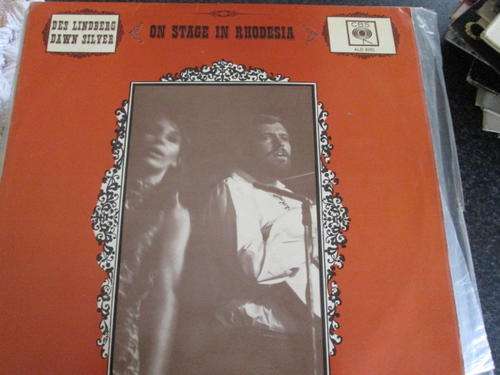 DES LINDBERG
DAWN SILVER
ON STAGE IN RHODESIA
CBS